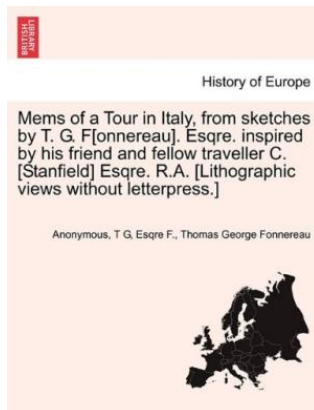 BRITISH
LIBRARY
History of Europe
Mems of a Tour in Italy, from sketches
by T. G. F[onnereau]. Esqre. inspired
by his friend and fellow traveller C.
[Stanfield] Esqre. R.A. [Lithographic
views without letterpress.]
Anonymous, T G, Esqre F., Thomas George Fonnereau